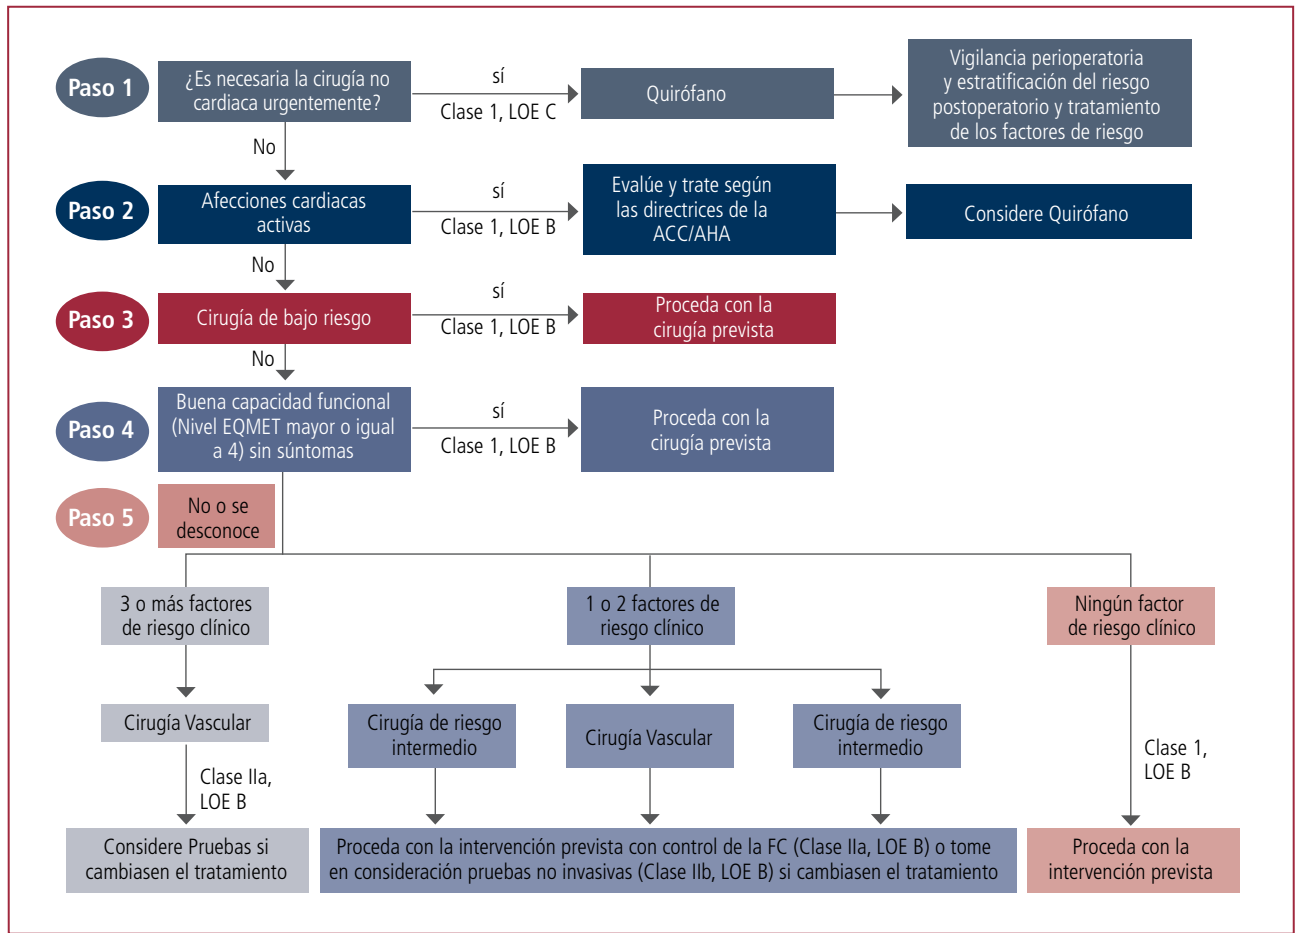 Paso 1
¿Es necesaria la cirugía no
cardiaca urgentemente?
sí
Clase 1, LOE C
Quirófano
Vigilancia perioperatoria
y estratificación del riesgo
postoperatorio y tratamiento
de los factores de riesgo
No
Paso 2
Afecciones cardiacas
activas
sí
Clase 1, LOE B
Evalúe y trate según
las directrices de la
ACC/AHA
Considere Quirófano
No
Paso 3
Cirugía de bajo riesgo
sí
Clase 1, LOE B
Proceda con la
cirugía prevista
No
Paso 4
Buena capacidad funcional
(Nivel EQMET mayor o igual
a 4) sin súntomas
sí
Clase 1, LOE B
Proceda con la
cirugía prevista
Paso 5
No o se
desconoce
3 o más factores
de riesgo clínico
1 o 2 factores de
riesgo clínico
Ningún factor
de riesgo clínico
Cirugía Vascular
Cirugía de riesgo
intermedio
Cirugía Vascular
Cirugía de riesgo
intermedio
Clase IIa,
LOE B
Clase 1,
LOE B
Considere Pruebas si
cambiasen el tratamiento
Proceda con la intervención prevista con control de la FC (Clase IIa, LOE B) o tome
en consideración pruebas no invasivas (Clase IIb, LOE B) si cambiasen el tratamiento
Proceda con la
intervención prevista